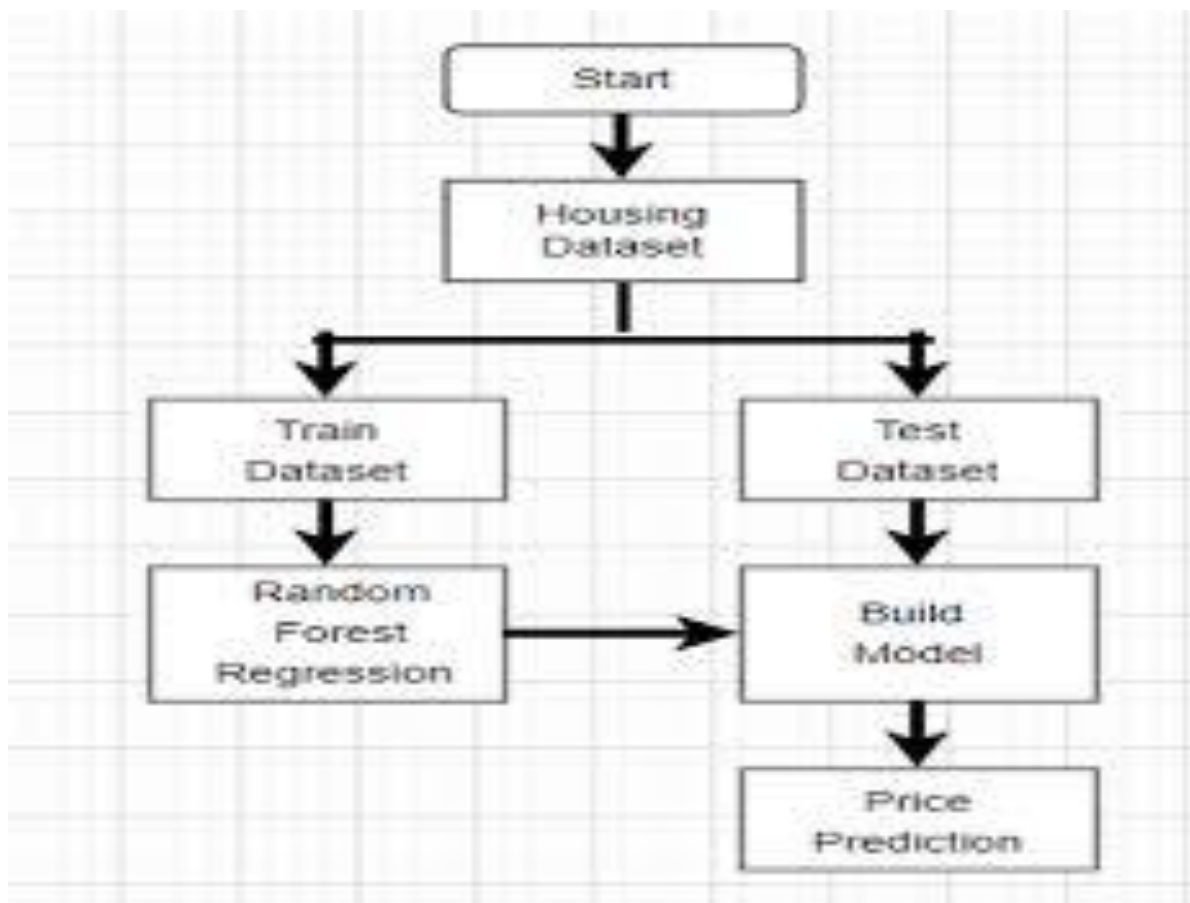 Start
Housing
Dataset
Train
Dataset
Test
Dataset
Random
Forest
Regression
Build
Model
Price
Prediction